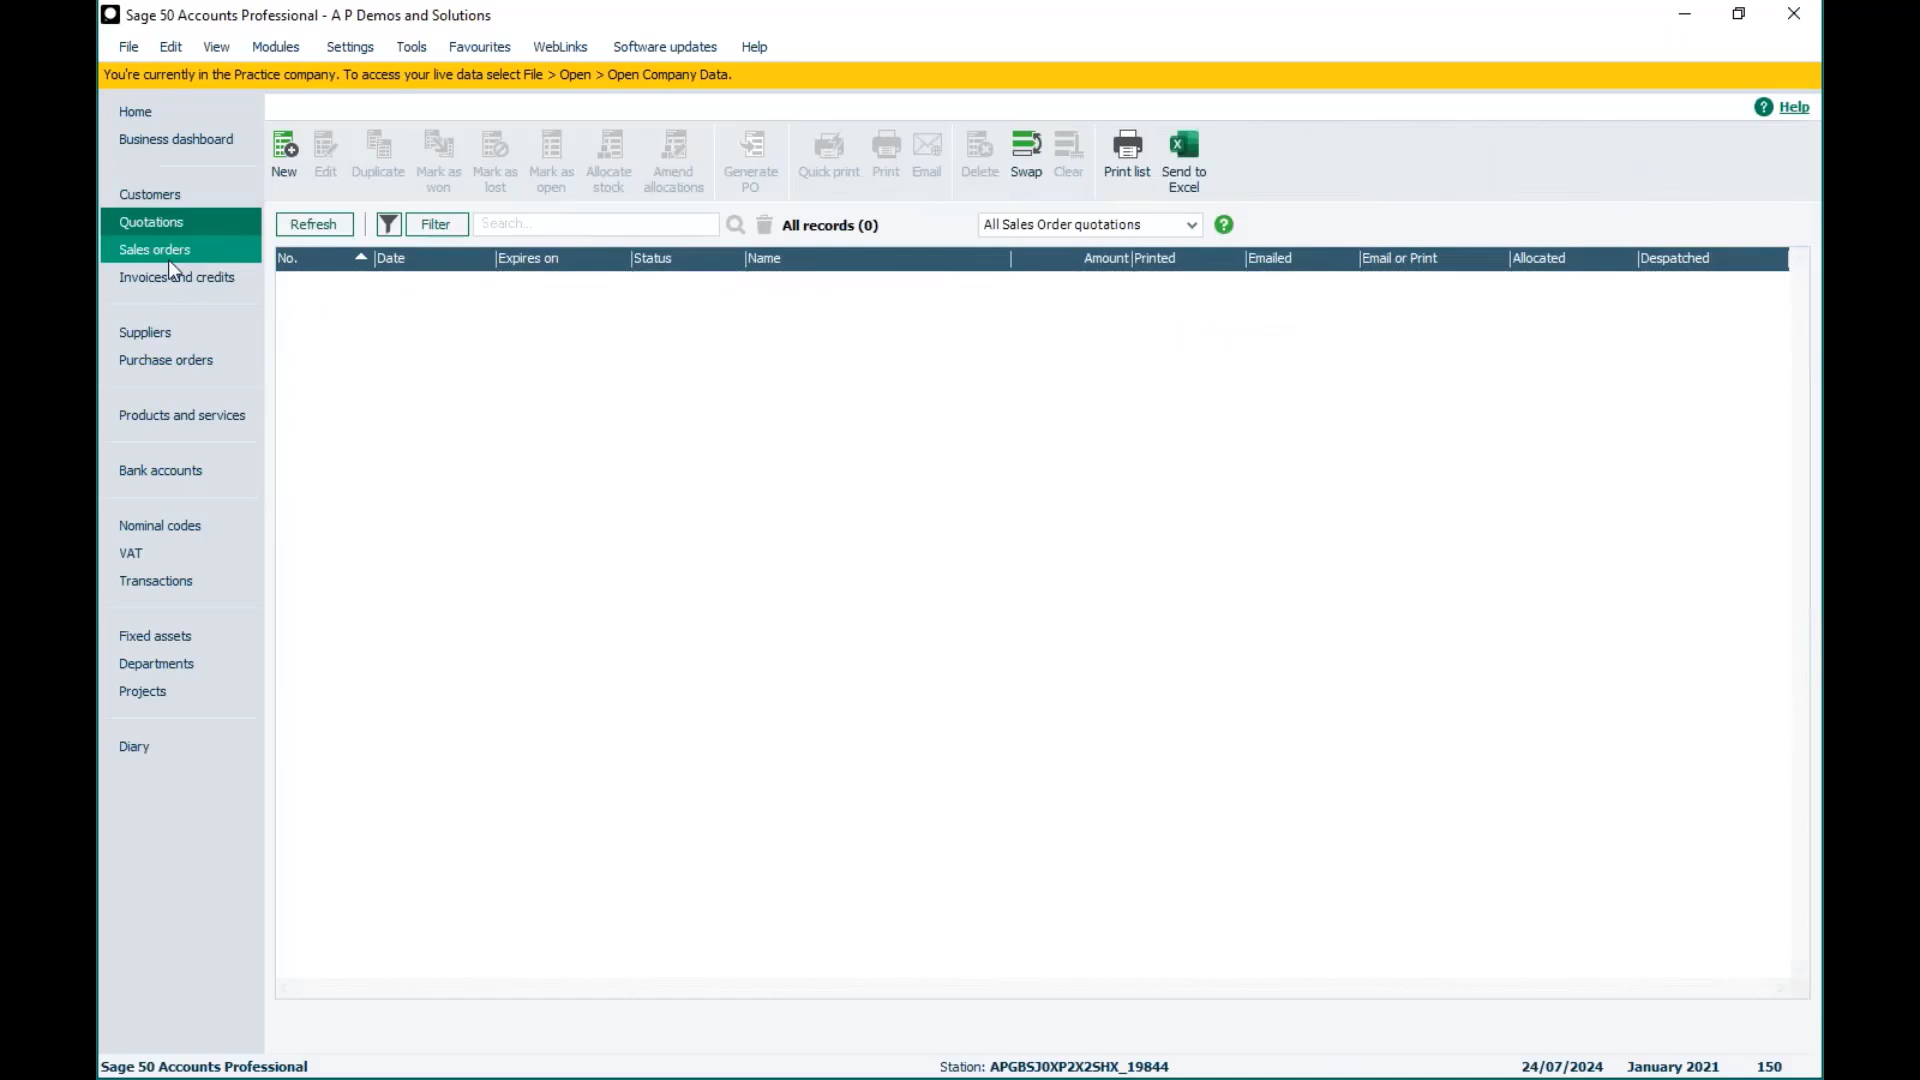 Sage 50 Accounts Professional - A P Demos and Solutions
File Edit View Modules Settings Tools Favourites WebLinks Software updates Help
You're currently in the Practice company. To access your live data select File > Open > Open Company Data.
Home
Business dashboard
Customers
Quotations
Sales orders
Invoices and credits
Suppliers
Purchase orders
Products and services
Bank accounts
Nominal codes
VAT
Transactions
Fixed assets
Departments
Projects
Diary
? Help
New Edit Duplicate Mark as won Mark as lost Mark as open Allocate stock Amend allocations Generate PO Quick print Print Email Delete Swap Clear Print list Send to Excel
Refresh Filter Search... All records (0) All Sales Order quotations ?
No. Date Expires on Status Name Amount Printed Emailed Email or Print Allocated Despatched
Sage 50 Accounts Professional Station: APGBSJ0XP2X2SHX_19844 24/07/2024 January 2021 150